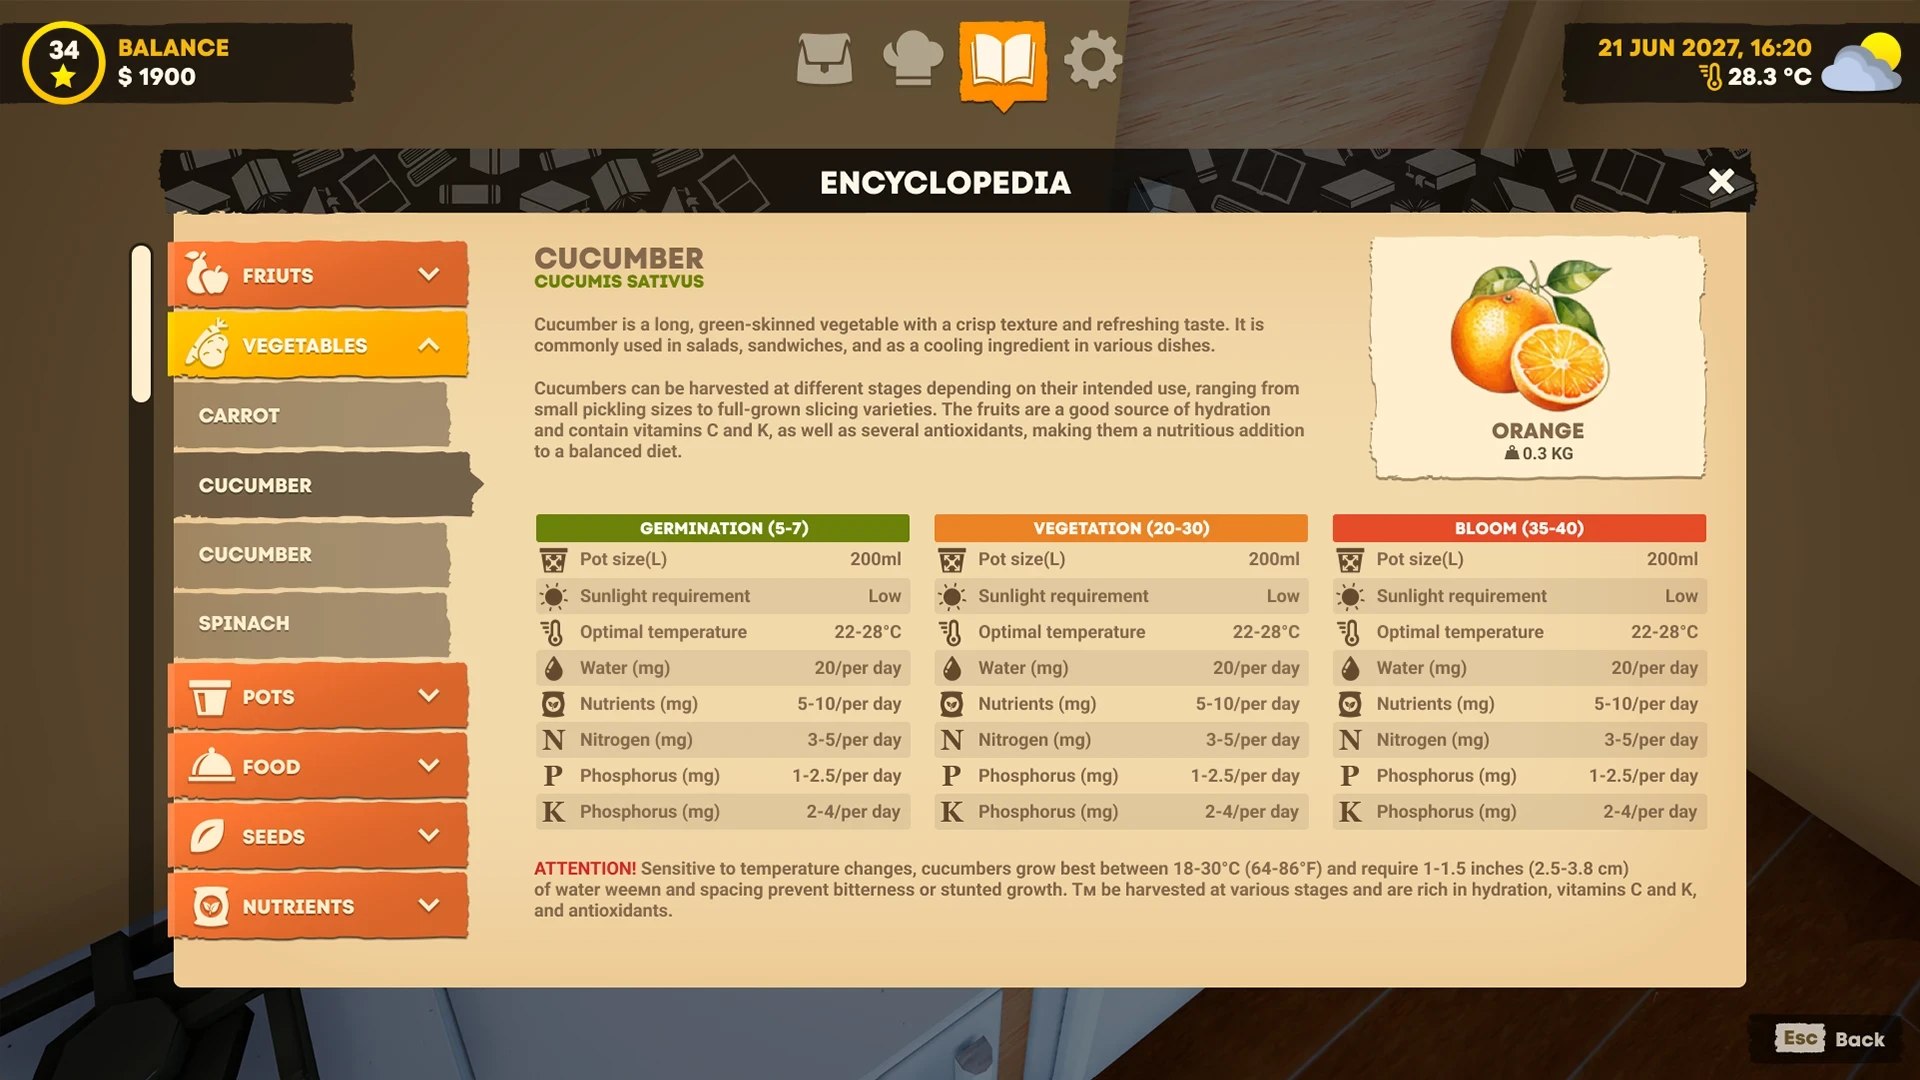 34
BALANCE
$ 1900
21 JUN 2027, 16:20
28.3 °C
ENCYCLOPEDIA
FRIUTS
VEGETABLES
CARROT
CUCUMBER
CUCUMBER
SPINACH
POTS
FOOD
SEEDS
NUTRIENTS
CUCUMBER
CUCUMIS SATIVUS
Cucumber is a long, green-skinned vegetable with a crisp texture and refreshing taste. It is
commonly used in salads, sandwiches, and as a cooling ingredient in various dishes.
Cucumbers can be harvested at different stages depending on their intended use, ranging from
small pickling sizes to full-grown slicing varieties. The fruits are a good source of hydration
and contain vitamins C and K, as well as several antioxidants, making them a nutritious addition
to a balanced diet.
ORANGE
0.3 KG
GERMINATION (5-7)
Pot size(L) 200ml
Sunlight requirement Low
Optimal temperature 22-28°C
Water (mg) 20/per day
Nutrients (mg) 5-10/per day
N Nitrogen (mg) 3-5/per day
P Phosphorus (mg) 1-2.5/per day
K Phosphorus (mg) 2-4/per day
VEGETATION (20-30)
Pot size(L) 200ml
Sunlight requirement Low
Optimal temperature 22-28°C
Water (mg) 20/per day
Nutrients (mg) 5-10/per day
N Nitrogen (mg) 3-5/per day
P Phosphorus (mg) 1-2.5/per day
K Phosphorus (mg) 2-4/per day
BLOOM (35-40)
Pot size(L) 200ml
Sunlight requirement Low
Optimal temperature 22-28°C
Water (mg) 20/per day
Nutrients (mg) 5-10/per day
N Nitrogen (mg) 3-5/per day
P Phosphorus (mg) 1-2.5/per day
K Phosphorus (mg) 2-4/per day
ATTENTION! Sensitive to temperature changes, cucumbers grow best between 18-30°C (64-86°F) and require 1-1.5 inches (2.5-3.8 cm)
of water weeмn and spacing prevent bitterness or stunted growth. Tм be harvested at various stages and are rich in hydration, vitamins C and K,
and antioxidants.
Esc Back